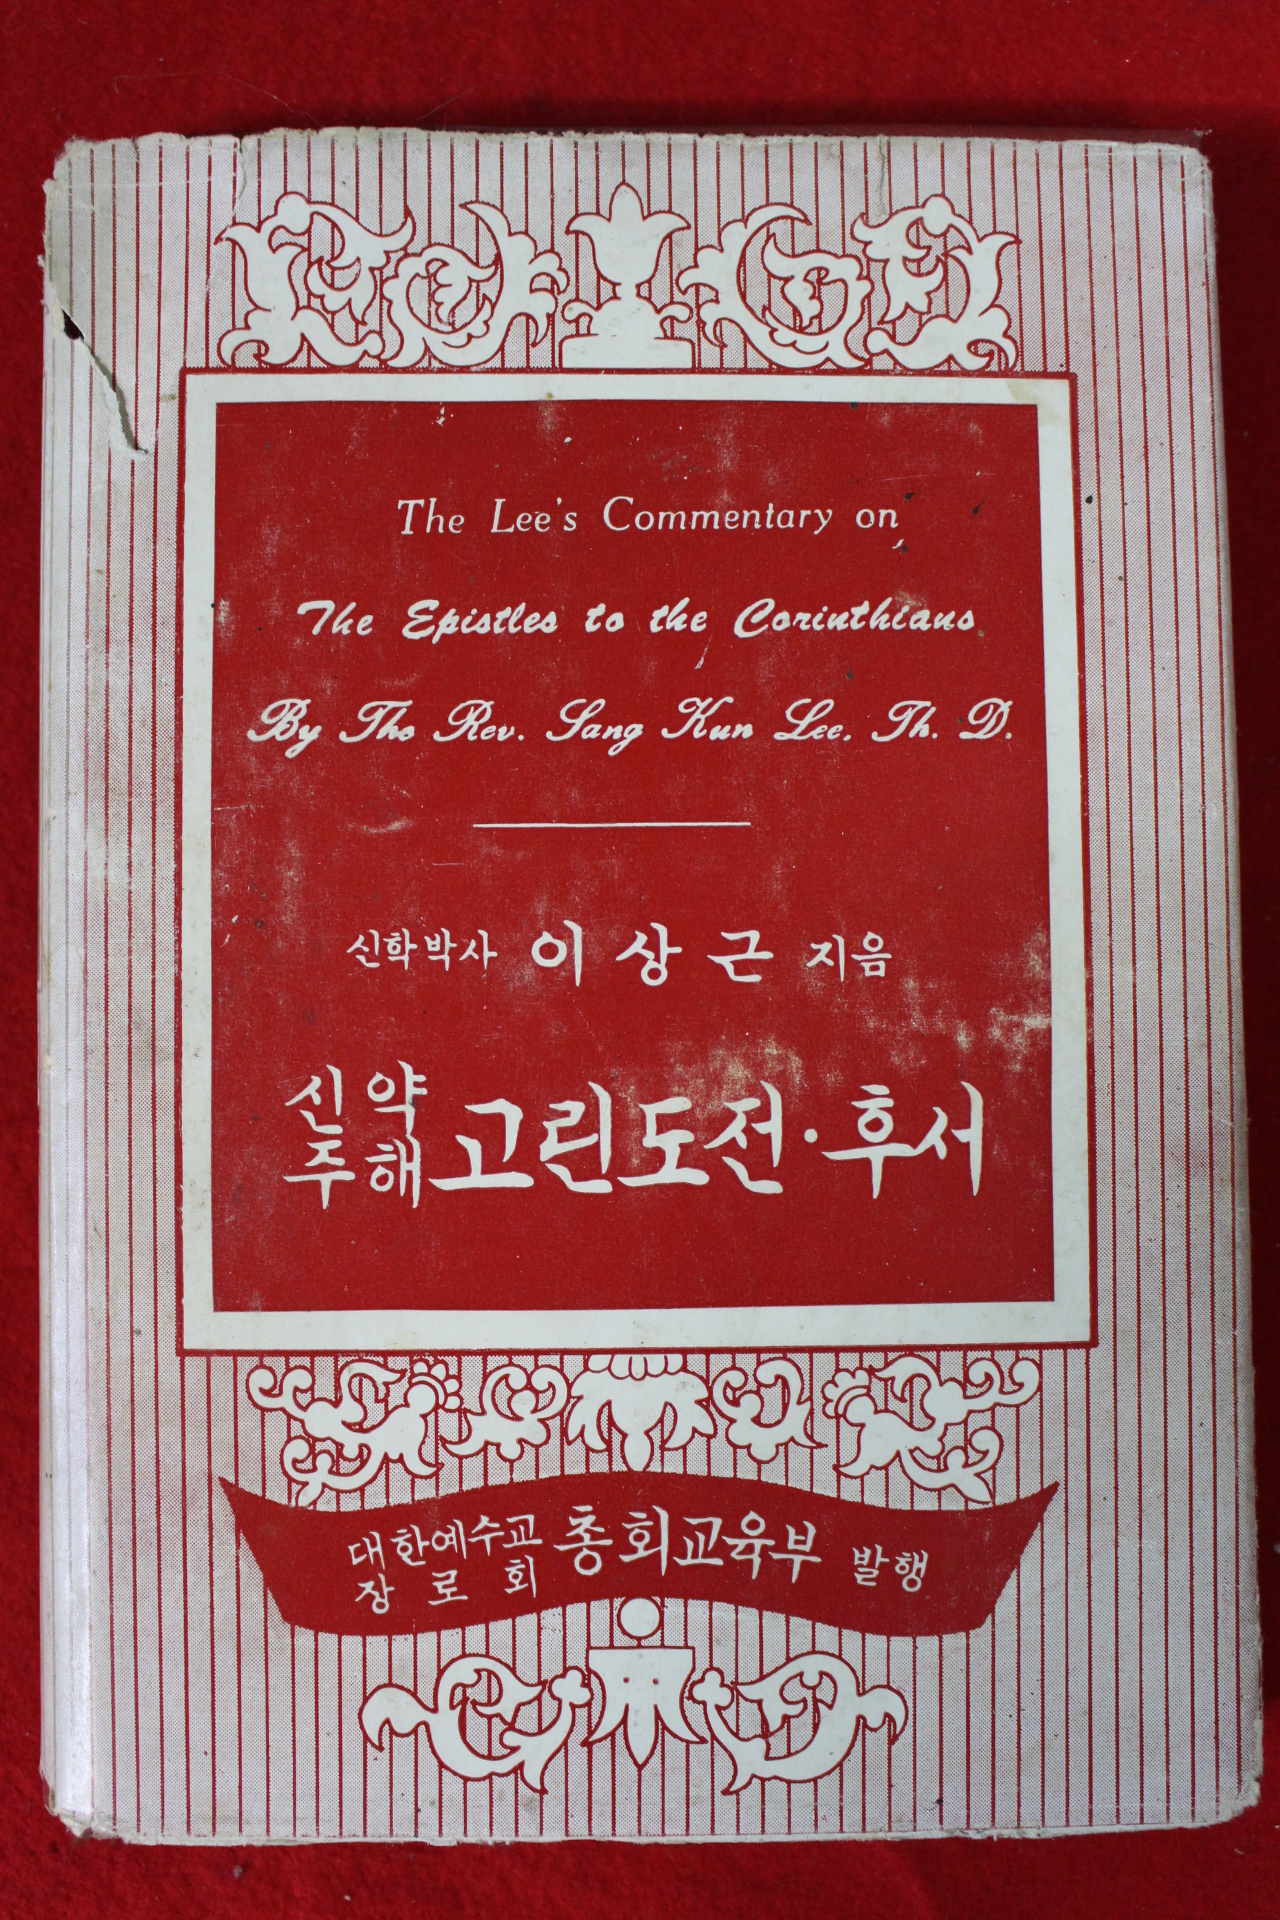 The Lee's Commentary on
The Epistles to the Corinthians
By The Rev. Sang Kun Lee. Th. D.
신학박사 이상근 지음
신약
주해 고린도전·후서
대한예수교
장로회 총회교육부 발행